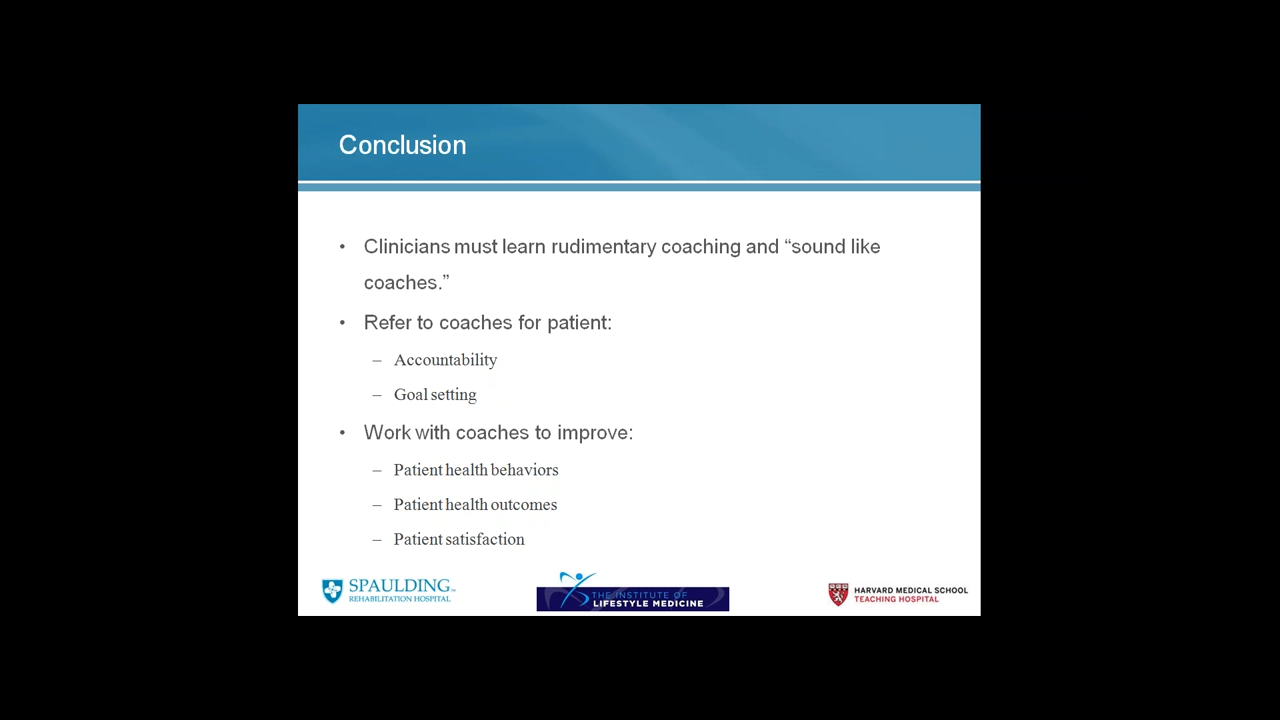 Conclusion
• Clinicians must learn rudimentary coaching and “sound like
coaches.”
• Refer to coaches for patient:
– Accountability
– Goal setting
• Work with coaches to improve:
– Patient health behaviors
– Patient health outcomes
– Patient satisfaction
SPAULDING™
REHABILITATION HOSPITAL
THE INSTITUTE OF
LIFESTYLE MEDICINE
HARVARD MEDICAL SCHOOL
TEACHING HOSPITAL